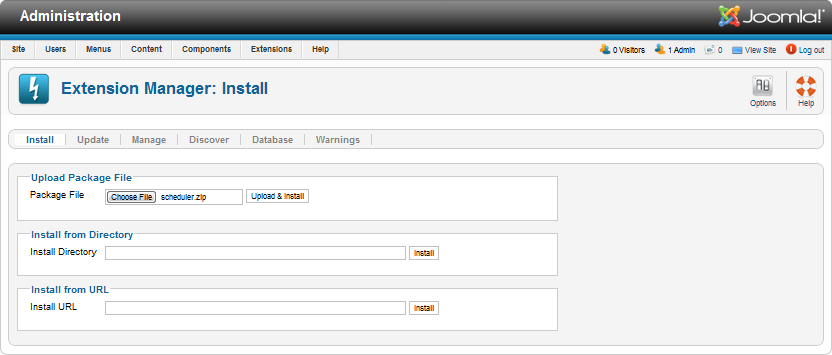 Administration
Joomla!
Site Users Menus Content Components Extensions Help 0 Visitors 1 Admin 0 View Site Log out
Extension Manager: Install
Options Help
Install Update Manage Discover Database Warnings
Upload Package File
Package File Choose File scheduler.zip Upload & Install
Install from Directory
Install Directory Install
Install from URL
Install URL Install